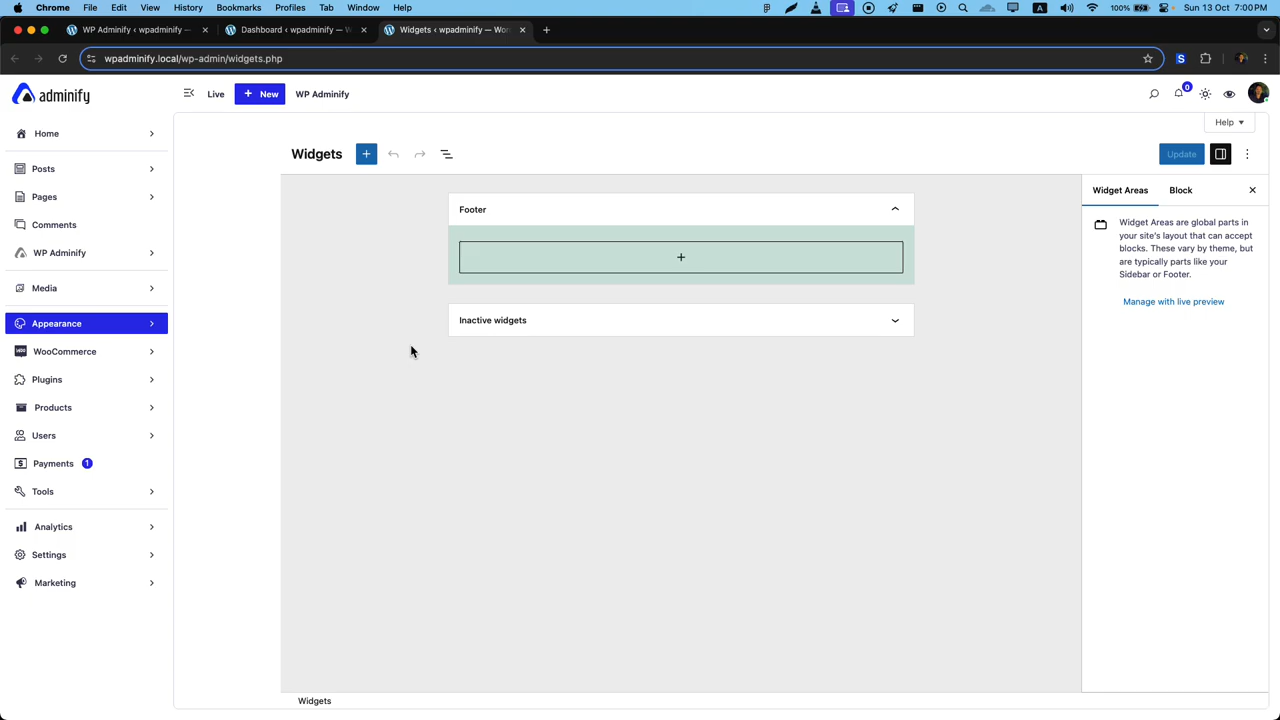 Chrome File Edit View History Bookmarks Profiles Tab Window Help
100% Sun 13 Oct 7:00 PM
WP Adminify ‹ wpadminify —
Dashboard ‹ wpadminify — W
Widgets ‹ wpadminify — Wor
wpadminify.local/wp-admin/widgets.php
adminify
Live
+ New
WP Adminify
0
Help
Home
Posts
Pages
Comments
WP Adminify
Media
Appearance
WooCommerce
Plugins
Products
Users
Payments 1
Tools
Analytics
Settings
Marketing
Widgets
Update
Footer
Inactive widgets
Widget Areas
Block
Widget Areas are global parts in
your site's layout that can accept
blocks. These vary by theme, but
are typically parts like your
Sidebar or Footer.
Manage with live preview
Widgets